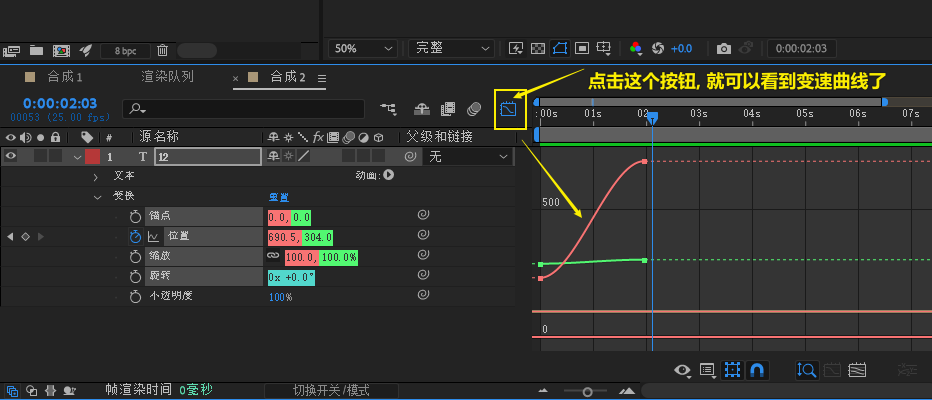 8 bpc
50%
完整
+0.0
0:00:02:03
合成 1
渲染队列
× 合成 2
点击这个按钮, 就可以看到变速曲线了
0:00:02:03
00053 (25.00 fps)
:00s 01s 02s 03s 04s 05s 06s 07s
# 源名称 父级和链接
1 T 12 无
文本 动画:
变换 重置
锚点 0.0, 0.0
位置 690.5, 304.0
缩放 100.0, 100.0%
旋转 0x +0.0°
不透明度 100%
500
0
帧渲染时间 0毫秒
切换开关/模式